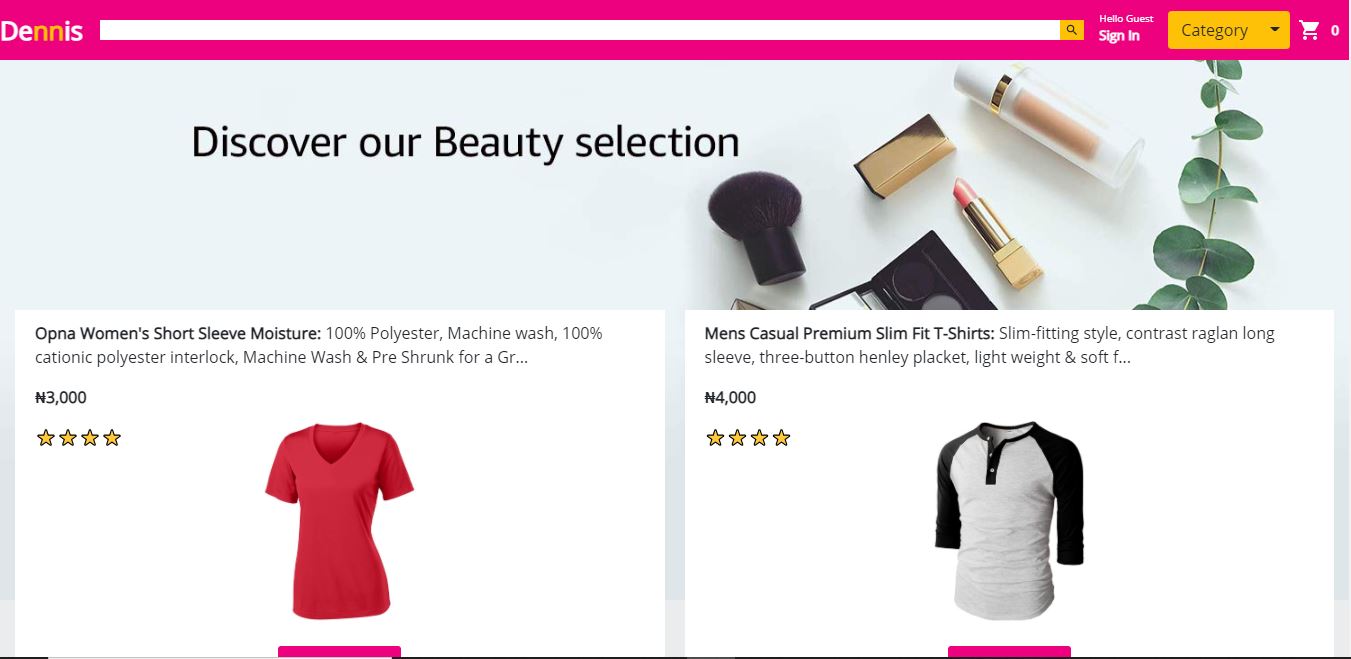 Dennis
Hello Guest
Sign In
Category
0
Discover our Beauty selection
Opna Women's Short Sleeve Moisture: 100% Polyester, Machine wash, 100%
cationic polyester interlock, Machine Wash & Pre Shrunk for a Gr...
₦3,000
Mens Casual Premium Slim Fit T-Shirts: Slim-fitting style, contrast raglan long
sleeve, three-button henley placket, light weight & soft f...
₦4,000